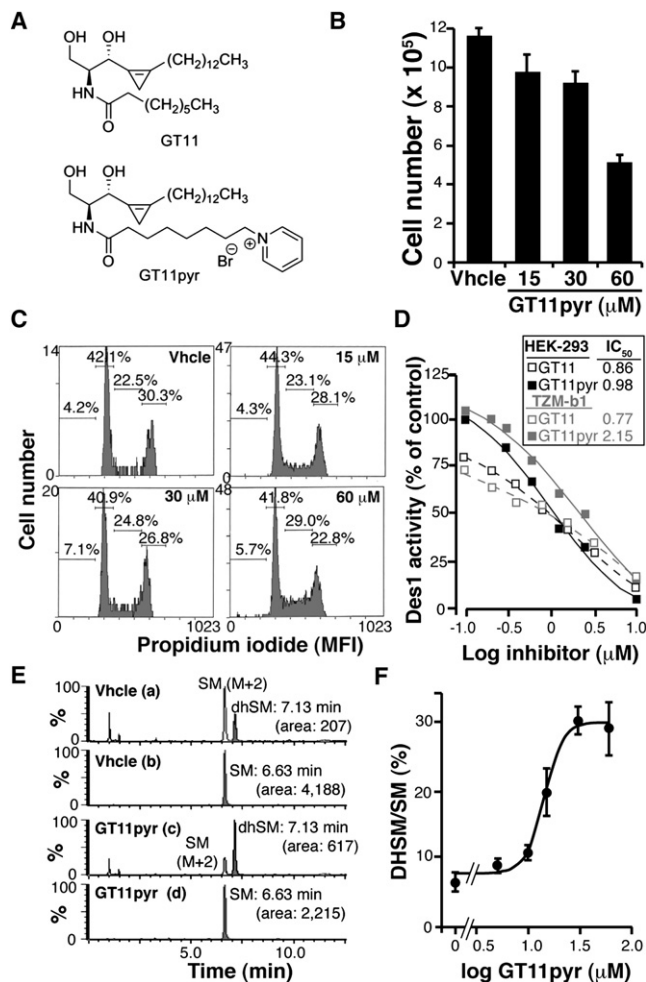 A
OH OH
HO
(CH2)12CH3
HN
(CH2)5CH3
O
GT11
OH OH
HO
(CH2)12CH3
HN
O
⊖
Br
N
+
GT11pyr
B
Cell number (x 10⁵)
12
10
8
6
4
2
0
Vhcle 15 30 60
GT11pyr (µM)
C
Cell number
14
42.1%
Vhcle
22.5%
30.3%
4.2%
0
47
44.3%
15 µM
23.1%
28.1%
4.3%
20
40.9%
30 µM
24.8%
26.8%
7.1%
48
41.8%
60 µM
29.0%
22.8%
5.7%
0 1023 0 1023
Propidium iodide (MFI)
D
HEK-293 IC50
GT11 0.86
GT11pyr 0.98
TZM-b1
GT11 0.77
GT11pyr 2.15
Des1 activity (% of control)
125
100
75
50
25
0
-1.0 -0.5 0 0.5 1.0
Log inhibitor (µM)
E
100
Vhcle (a)
SM (M+2)
dhSM: 7.13 min
(area: 207)
%
0
100
Vhcle (b)
SM: 6.63 min
(area: 4,188)
%
0
100
GT11pyr (c)
SM
(M+2)
dhSM: 7.13 min
(area: 617)
%
0
100
GT11pyr (d)
SM: 6.63 min
(area: 2,215)
%
0
5.0 10.0
Time (min)
F
DHSM/SM (%)
30
20
10
0
0 0.5 1.0 1.5 2.0
log GT11pyr (µM)